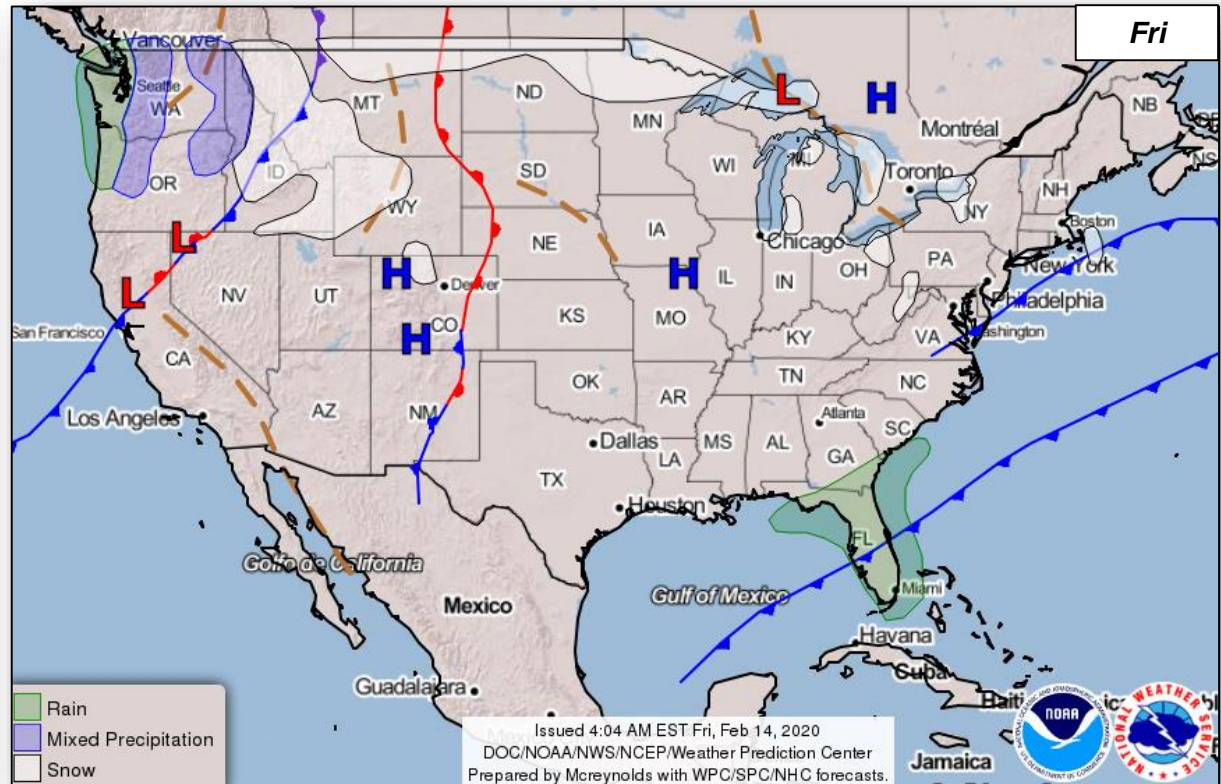 Fri
Vancouver
Seattle
WA
MT
ND
MN
Montréal
NB
NS
OR
ID
SD
WI
MI
Toronto
NH
WY
NY
Boston
L
H
L
L
NE
IA
Chicago
PA
New York
H
H
H
NV
UT
Denver
IL
IN
OH
Philadelphia
San Francisco
CO
KS
MO
KY
VA
ashington
CA
OK
TN
NC
Los Angeles
AZ
NM
AR
Atlanta
Dallas
MS
AL
GA
SC
LA
TX
Houston
FL
Golfo de California
Mexico
Gulf of Mexico
Miami
Havana
Cuba
Guadalajara
Haiti
Jamaica
Rain
Mixed Precipitation
Snow
Issued 4:04 AM EST Fri, Feb 14, 2020
DOC/NOAA/NWS/NCEP/Weather Prediction Center
Prepared by Mcreynolds with WPC/SPC/NHC forecasts.
NOAA
NATIONAL WEATHER SERVICE